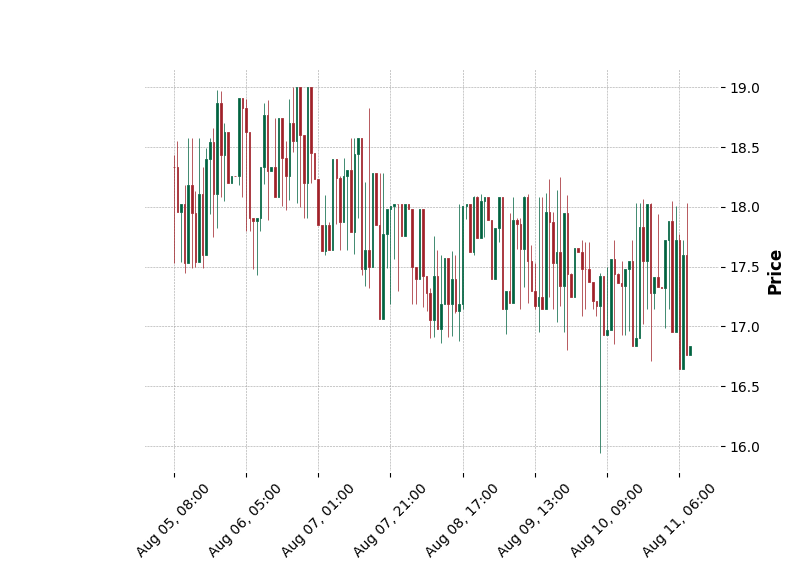 19.0
18.5
18.0
17.5
17.0
16.5
16.0
Price
Aug 05, 08:00
Aug 06, 05:00
Aug 07, 01:00
Aug 07, 21:00
Aug 08, 17:00
Aug 09, 13:00
Aug 10, 09:00
Aug 11, 06:00